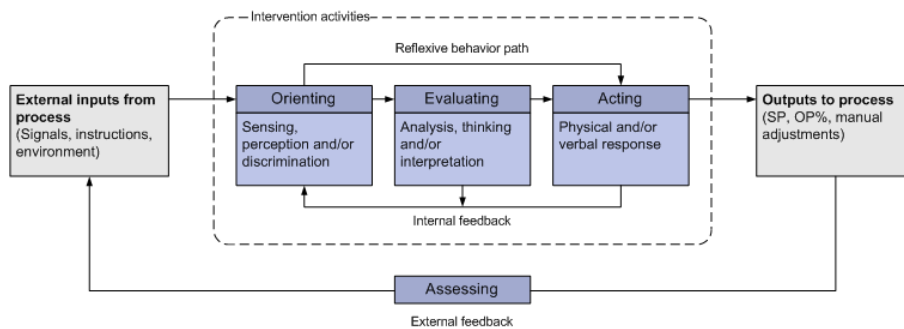 Intervention activities
Reflexive behavior path
External inputs from
process
(Signals, instructions,
environment)
Orienting
Sensing,
perception and/or
discrimination
Evaluating
Analysis, thinking
and/or
interpretation
Acting
Physical and/or
verbal response
Outputs to process
(SP, OP%, manual
adjustments)
Internal feedback
Assessing
External feedback